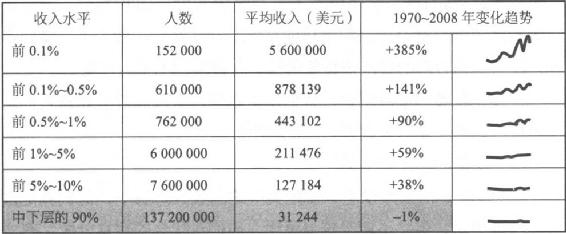 收入水平 人数 平均收入（美元） 1970~2008 年变化趋势
前 0.1% 152 000 5 600 000 +385%
前 0.1%~0.5% 610 000 878 139 +141%
前 0.5%~1% 762 000 443 102 +90%
前 1%~5% 6 000 000 211 476 +59%
前 5%~10% 7 600 000 127 184 +38%
中下层的 90% 137 200 000 31 244 –1%